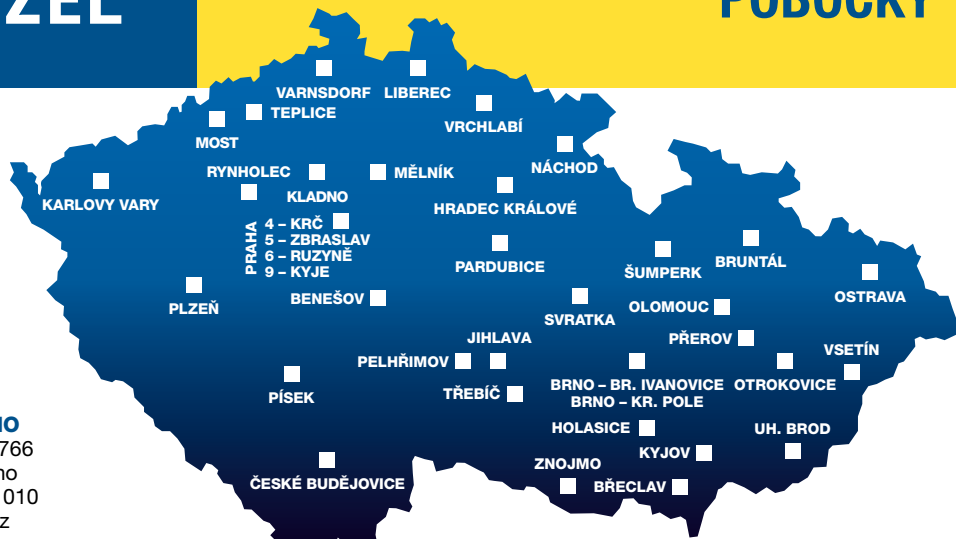 ZEL
POBOČKY
VARNSDORF
LIBEREC
TEPLICE
VRCHLABÍ
MOST
NÁCHOD
RYNHOLEC
MĚLNÍK
KLADNO
KARLOVY VARY
HRADEC KRÁLOVÉ
PRAHA
4 – KRČ
5 – ZBRASLAV
6 – RUZYNĚ
9 – KYJE
PARDUBICE
ŠUMPERK
BRUNTÁL
OSTRAVA
BENEŠOV
PLZEŇ
OLOMOUC
SVRATKA
JIHLAVA
PŘEROV
VSETÍN
PELHŘIMOV
BRNO – BR. IVANOVICE
BRNO – KR. POLE
OTROKOVICE
TŘEBÍČ
PÍSEK
HOLASICE
UH. BROD
KYJOV
ZNOJMO
ČESKÉ BUDĚJOVICE
BŘECLAV
766
010